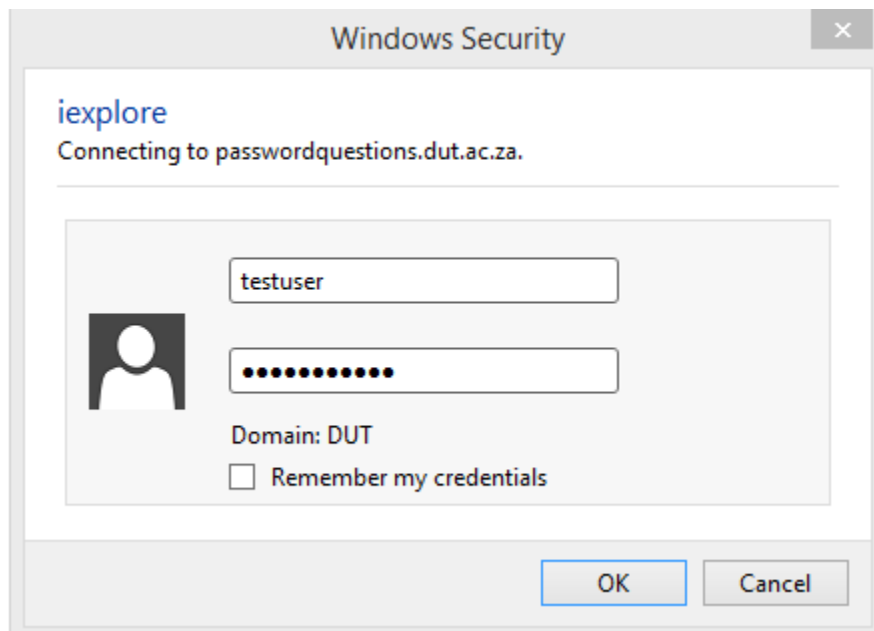 Windows Security
iexplore
Connecting to passwordquestions.dut.ac.za.
testuser
●●●●●●●●●●●
Domain: DUT
Remember my credentials
OK
Cancel